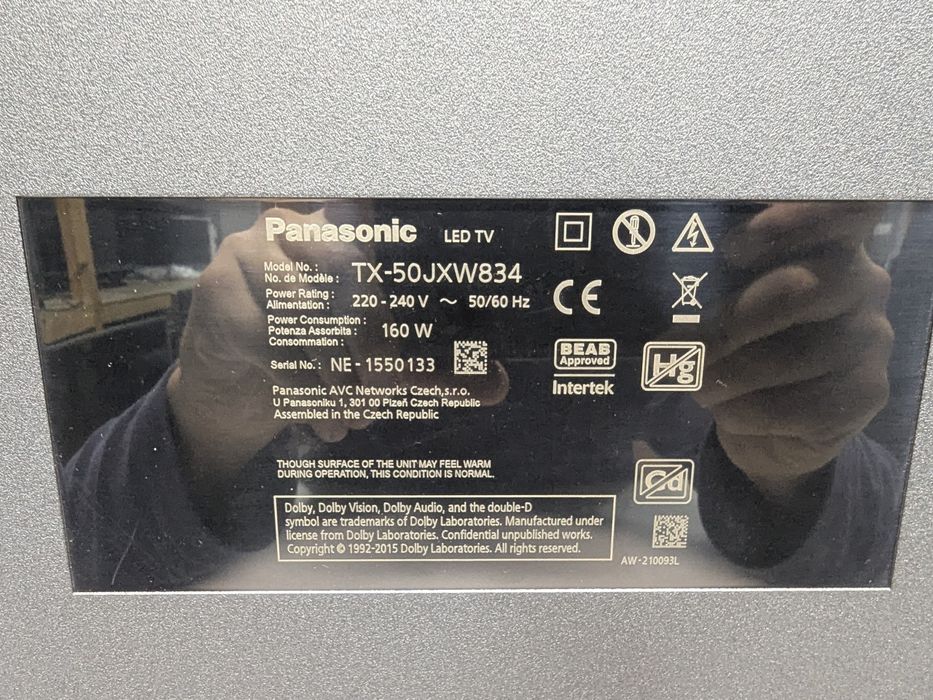 Panasonic LED TV
Model No. :
No. de Modèle : TX-50JXW834
Power Rating :
Alimentation : 220 - 240 V ~ 50/60 Hz
Power Consumption :
Potenza Assorbita : 160 W
Consommation :
Serial No. : NE - 1550133
Panasonic AVC Networks Czech,s.r.o.
U Panasoniku 1, 301 00 Plzeň Czech Republic
Assembled in the Czech Republic
CE
BEAB
Approved
Intertek
Hg
THOUGH SURFACE OF THE UNIT MAY FEEL WARM
DURING OPERATION, THIS CONDITION IS NORMAL.
Cd
Dolby, Dolby Vision, Dolby Audio, and the double-D
symbol are trademarks of Dolby Laboratories. Manufactured under
license from Dolby Laboratories. Confidential unpublished works.
Copyright © 1992-2015 Dolby Laboratories. All rights reserved.
AW-210093L